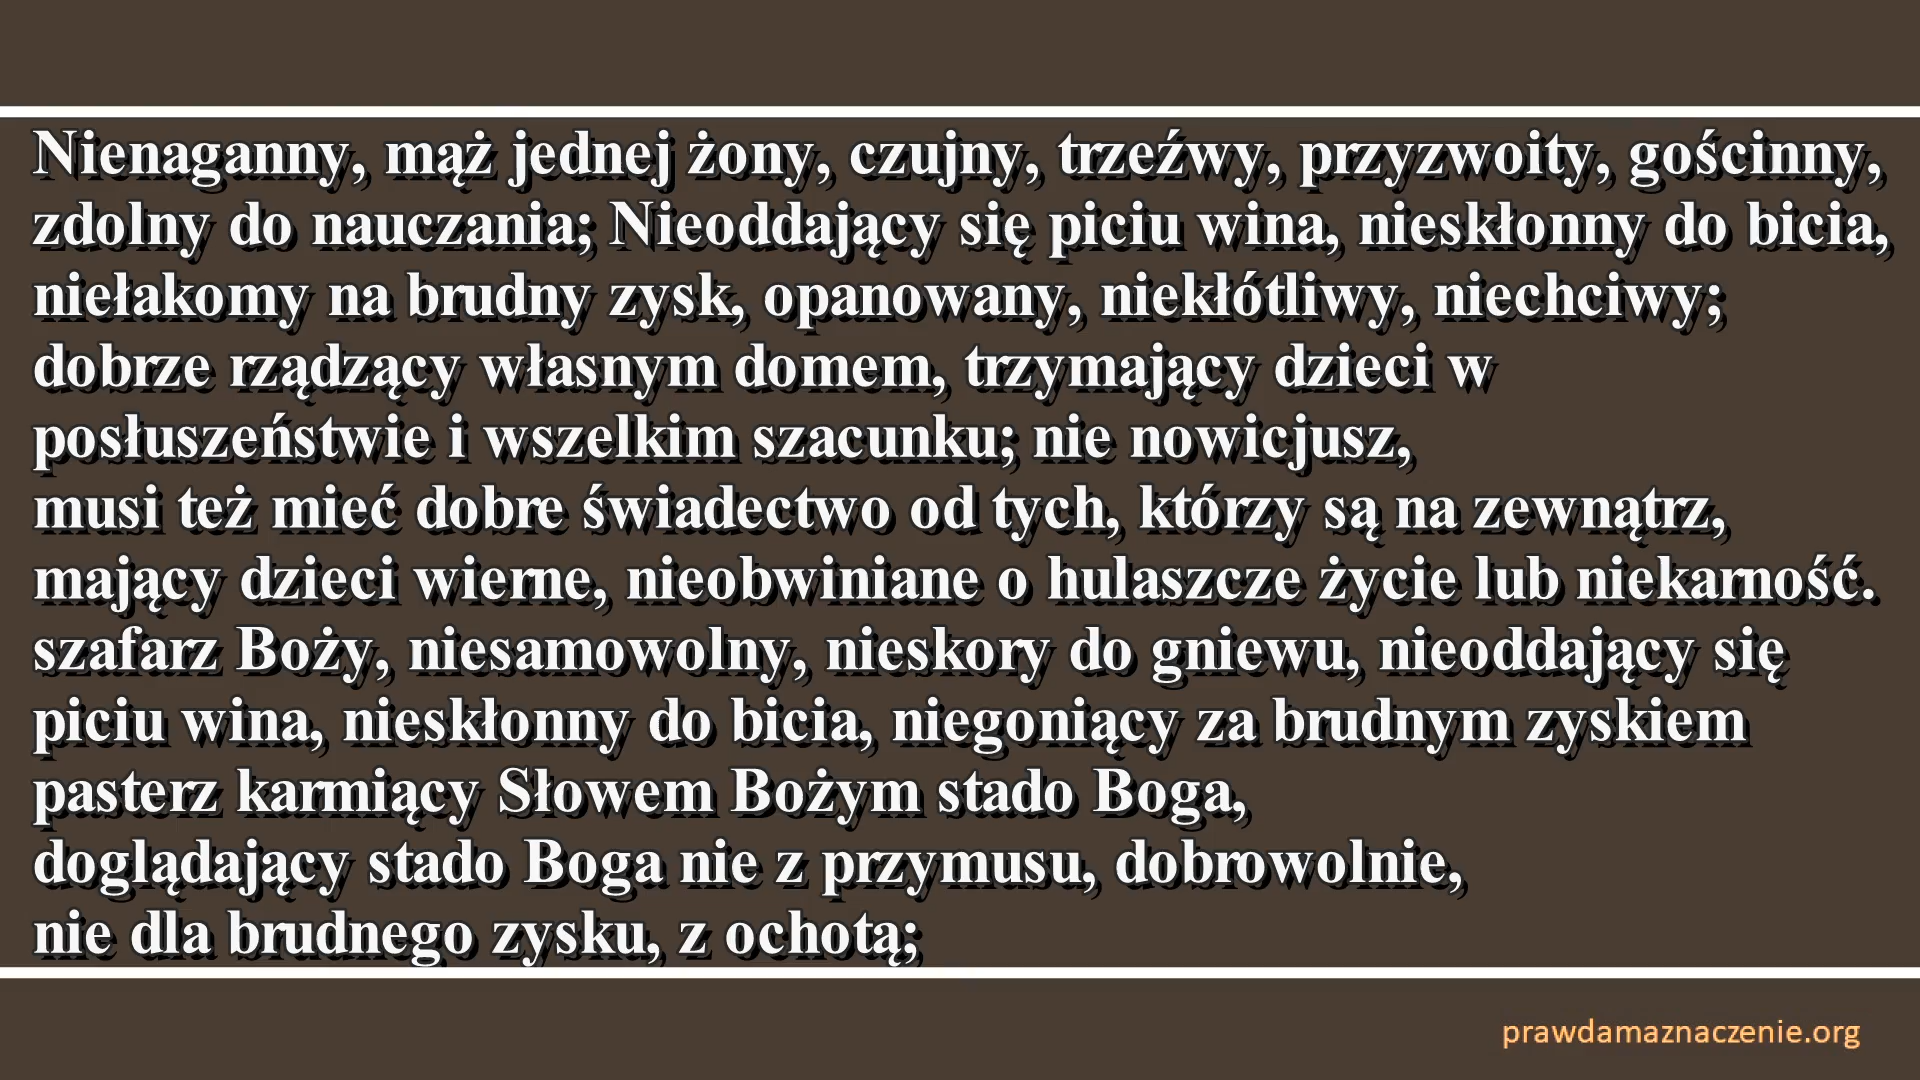 Nienaganny, mąż jednej żony, czujny, trzeźwy, przyzwoity, gościnny,
zdolny do nauczania; Nieoddający się piciu wina, nieskłonny do bicia,
niełakomy na brudny zysk, opanowany, niekłótliwy, niechciwy;
dobrze rządzący własnym domem, trzymający dzieci w
posłuszeństwie i wszelkim szacunku; nie nowicjusz,
musi też mieć dobre świadectwo od tych, którzy są na zewnątrz,
mający dzieci wierne, nieobwiniane o hulaszcze życie lub niekarność.
szafarz Boży, niesamowolny, nieskory do gniewu, nieoddający się
piciu wina, nieskłonny do bicia, niegoniący za brudnym zyskiem
pasterz karmiący Słowem Bożym stado Boga,
doglądający stado Boga nie z przymusu, dobrowolnie,
nie dla brudnego zysku, z ochotą;
prawdamaznaczenie.org